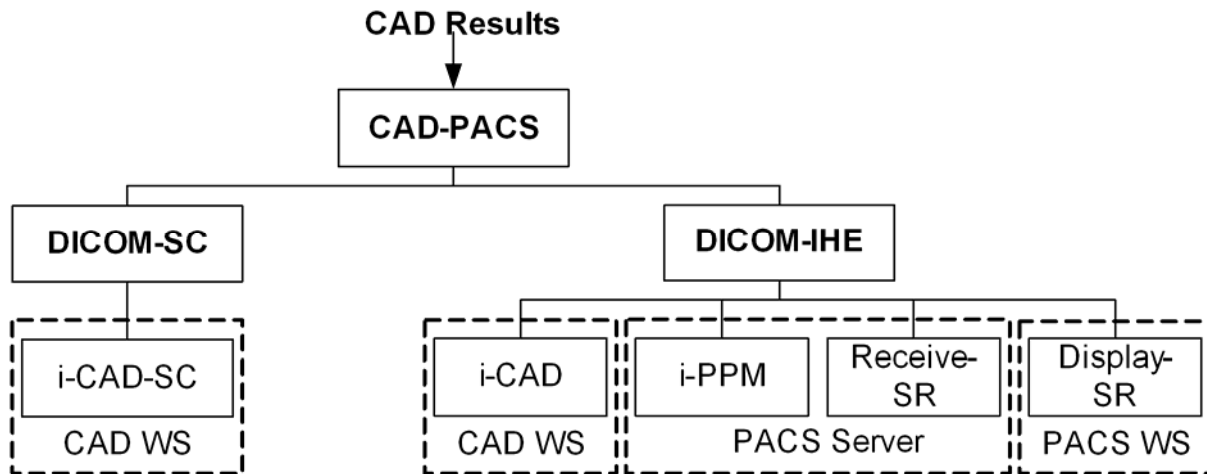 CAD Results
CAD-PACS
DICOM-SC
DICOM-IHE
i-CAD-SC
i-CAD
i-PPM
Receive-
SR
Display-
SR
CAD WS
CAD WS
PACS Server
PACS WS